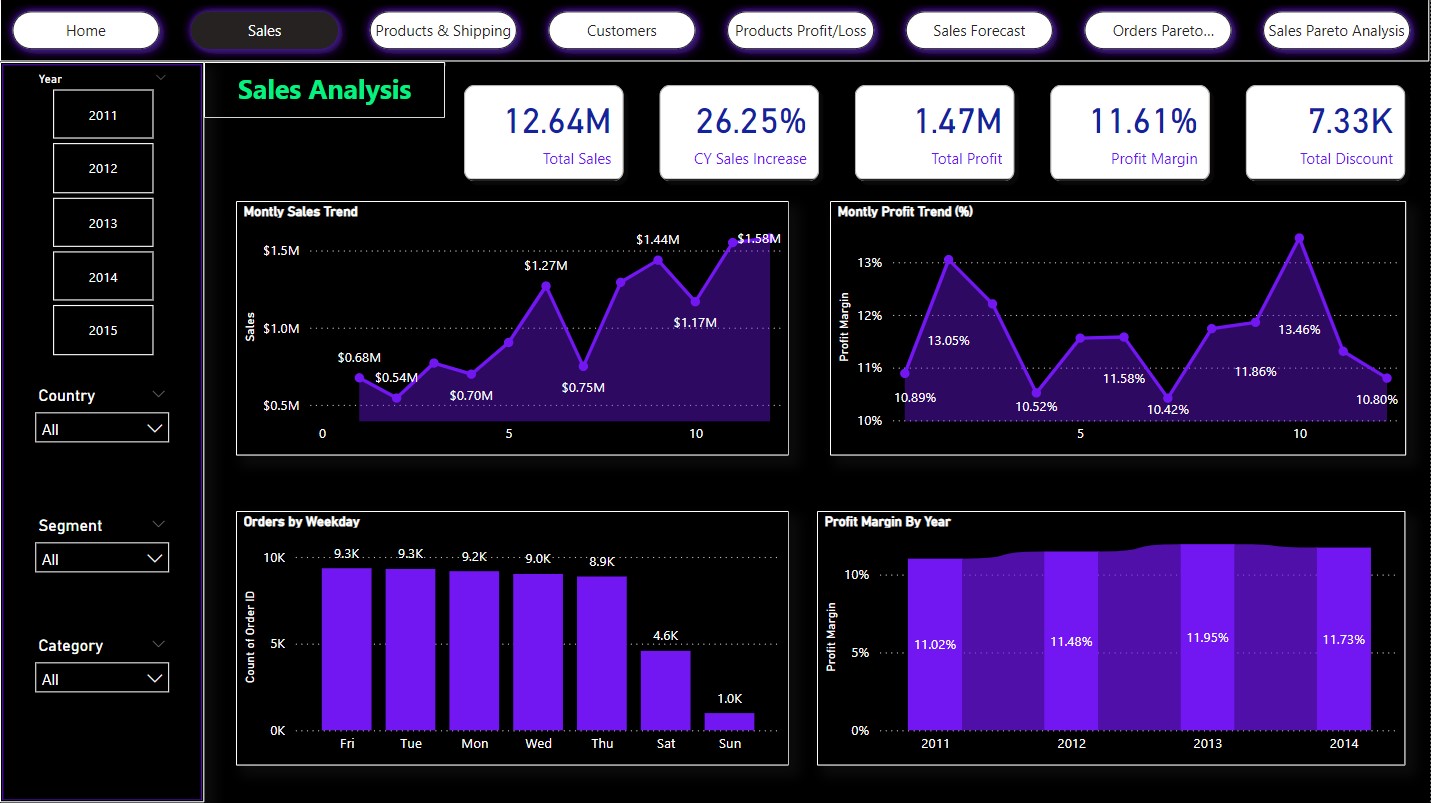 Home
Sales
Products & Shipping
Customers
Products Profit/Loss
Sales Forecast
Orders Pareto...
Sales Pareto Analysis
Year
2011
2012
2013
2014
2015
Country
All
Segment
All
Category
All
Sales Analysis
12.64M
Total Sales
26.25%
CY Sales Increase
1.47M
Total Profit
11.61%
Profit Margin
7.33K
Total Discount
Montly Sales Trend
Sales
$1.5M
$1.0M
$0.5M
$0.68M
$0.54M
$0.70M
$1.27M
$0.75M
$1.44M
$1.17M
$1.58M
0
5
10
Montly Profit Trend (%)
Profit Margin
13%
12%
11%
10%
10.89%
13.05%
10.52%
11.58%
10.42%
11.86%
13.46%
10.80%
5
10
Orders by Weekday
Count of Order ID
10K
5K
0K
9.3K
9.3K
9.2K
9.0K
8.9K
4.6K
1.0K
Fri
Tue
Mon
Wed
Thu
Sat
Sun
Profit Margin By Year
Profit Margin
10%
5%
0%
11.02%
11.48%
11.95%
11.73%
2011
2012
2013
2014